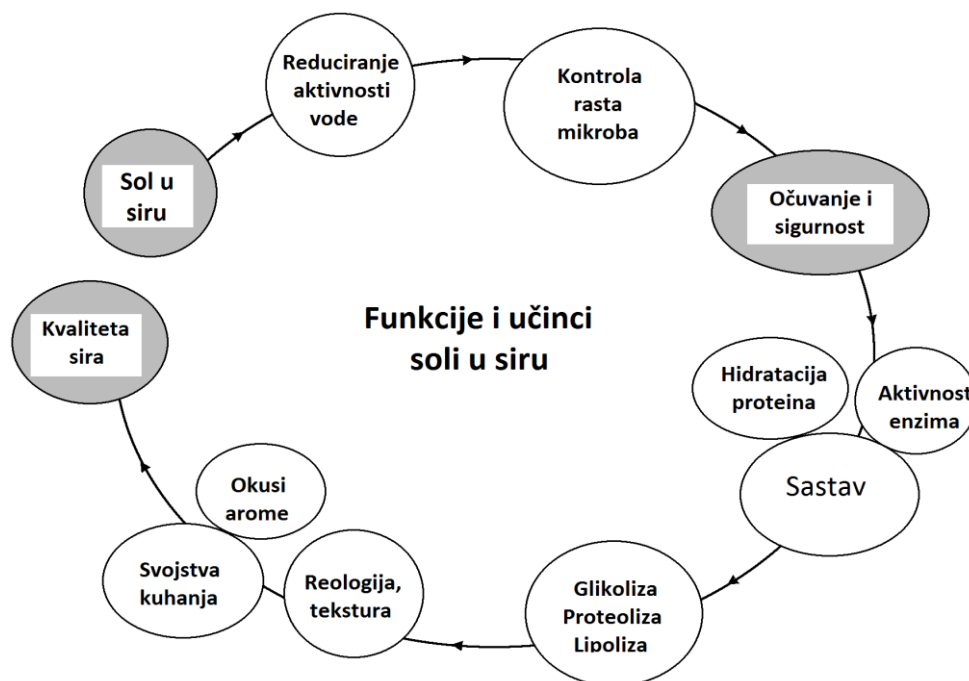 Reduciranje
aktivnosti
vode
Kontrola
rasta
mikroba
Sol u
siru
Očuvanje i
sigurnost
Funkcije i učinci
soli u siru
Kvaliteta
sira
Hidratacija
proteina
Aktivnost
enzima
Sastav
Okusi
arome
Svojstva
kuhanja
Reologija,
tekstura
Glikoliza
Proteoliza
Lipoliza